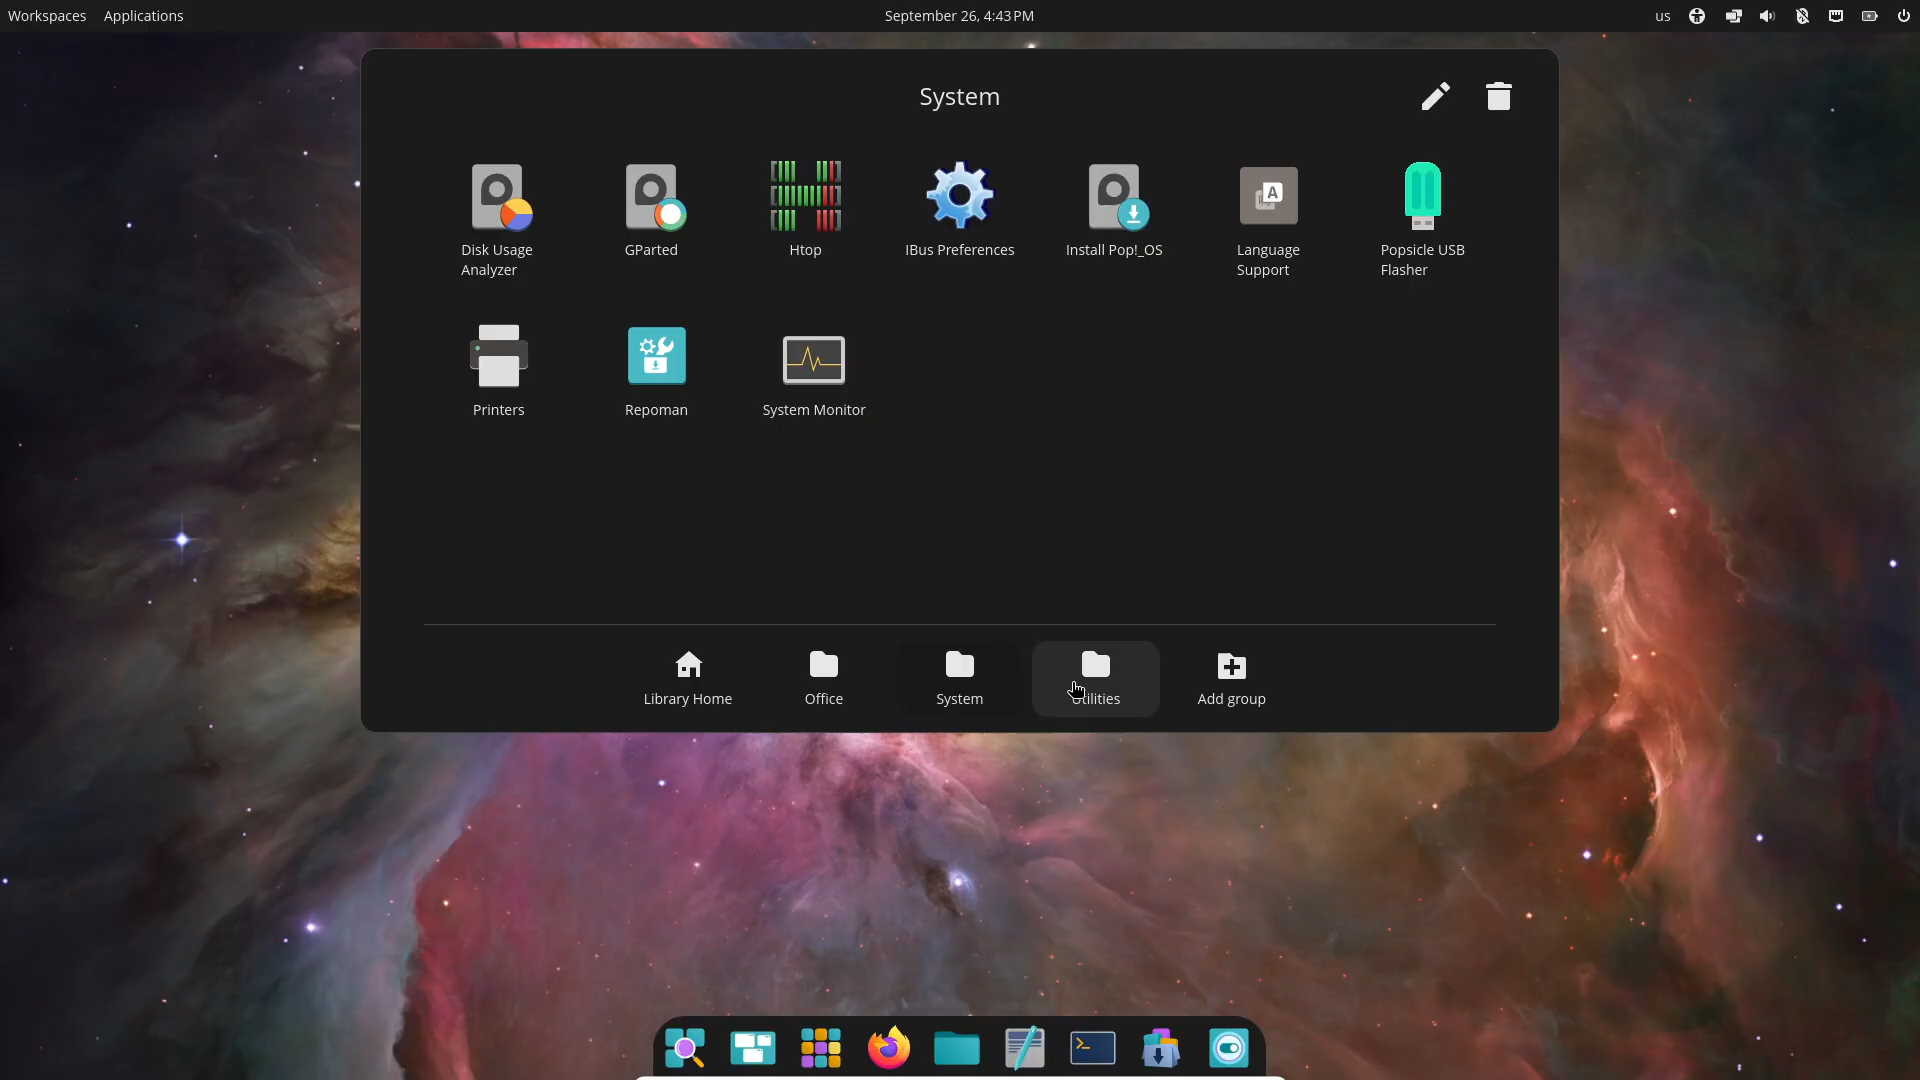 Workspaces Applications September 26, 4:43 PM us
System
Disk Usage Analyzer
GParted
Htop
IBus Preferences
Install Pop!_OS
Language Support
Popsicle USB Flasher
Printers
Repoman
System Monitor
Library Home
Office
System
Utilities
Add group